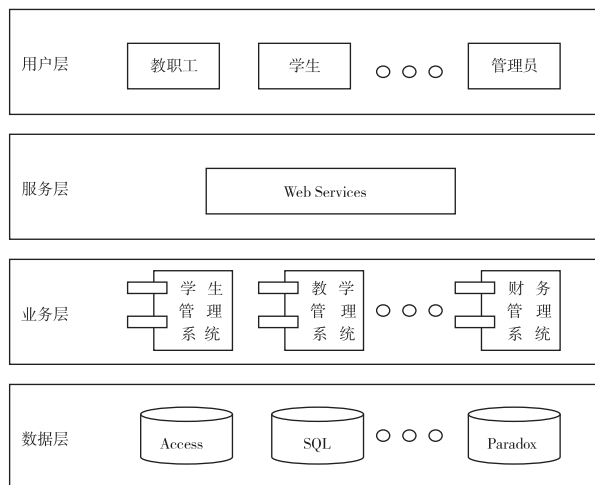 用户层
教职工
学生
管理员
服务层
Web Services
业务层
学生
管理
系统
教学
管理
系统
财务
管理
系统
数据层
Access
SQL
Paradox